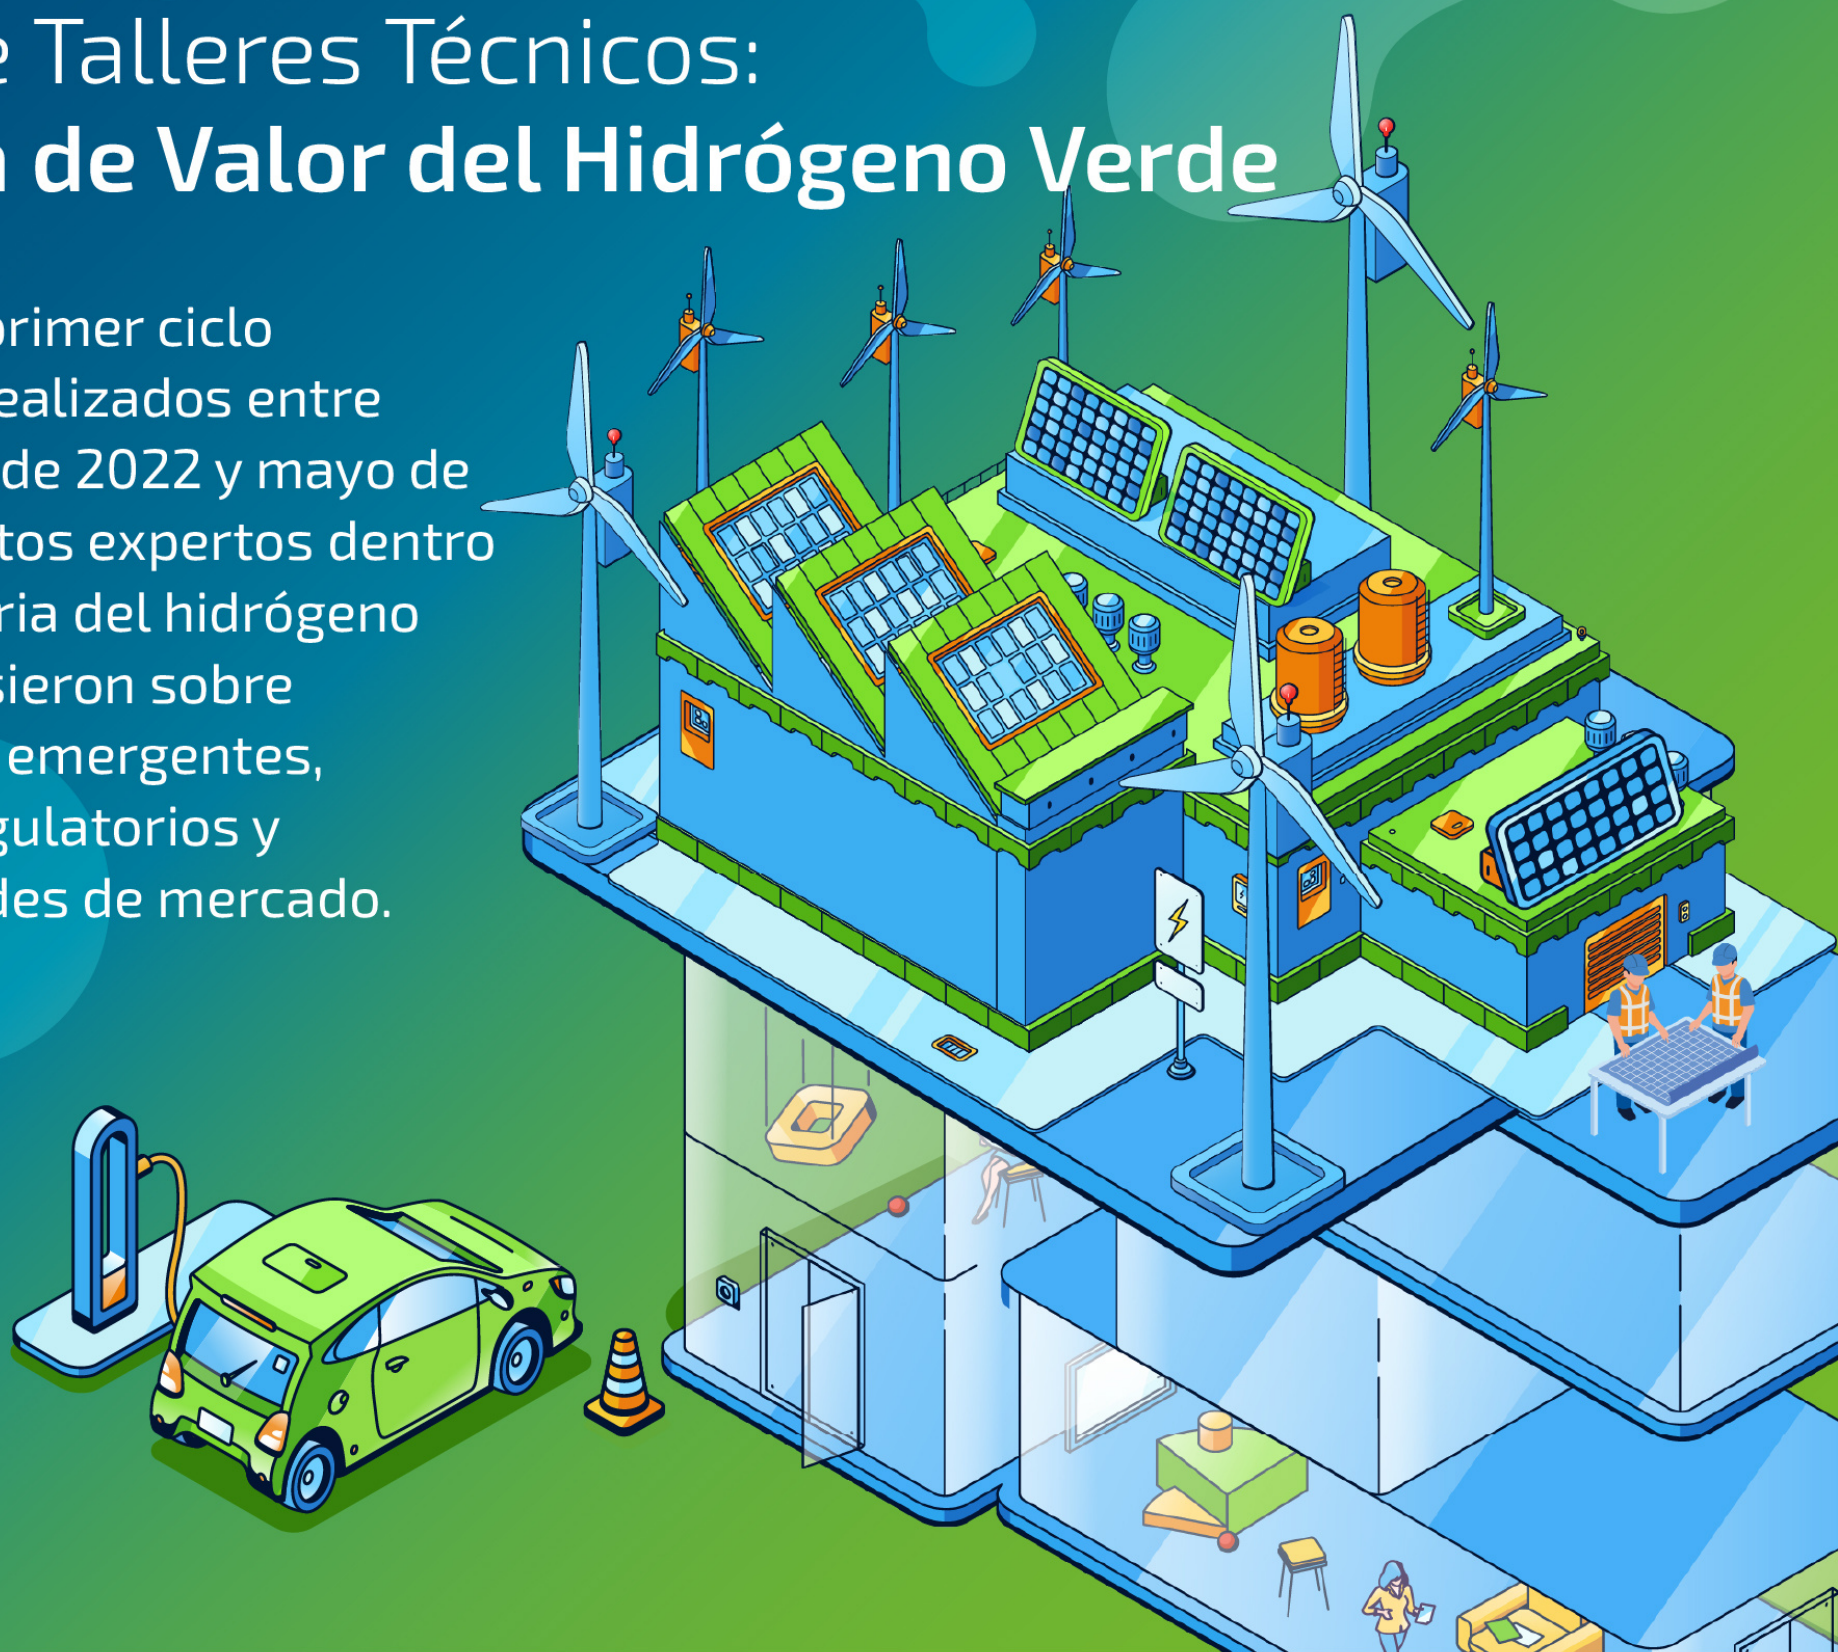 Talleres Técnicos:
de Valor del Hidrógeno Verde
primer ciclo
ealizados entre
de 2022 y mayo de
tos expertos dentro
ria del hidrógeno
sieron sobre
emergentes,
gulatorios y
des de mercado.